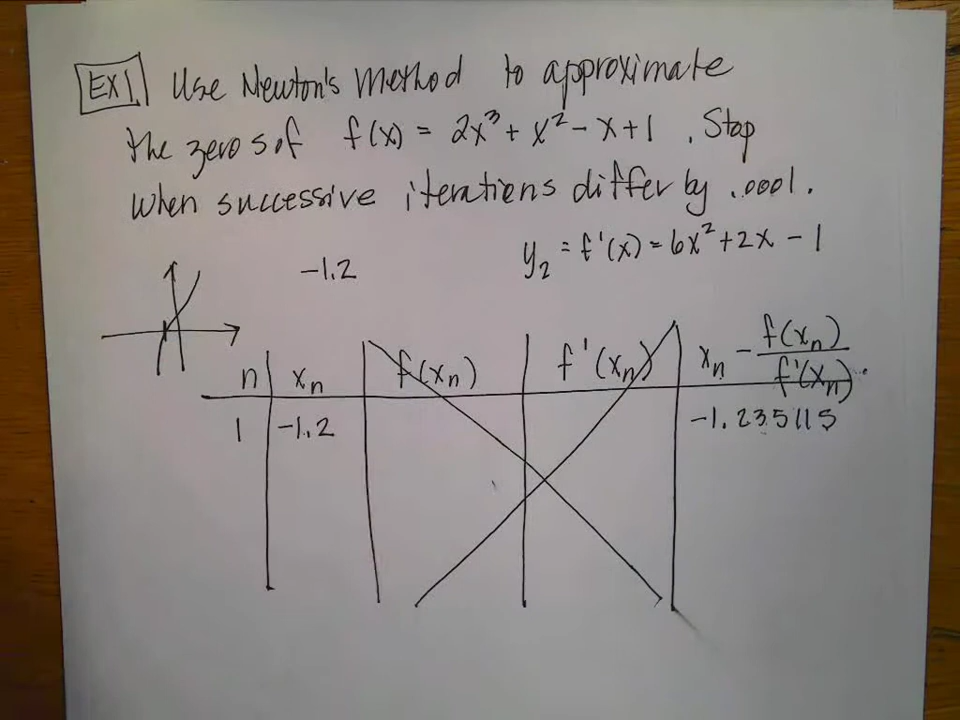 EX1. Use Newton's Method to approximate
the zeros of f(x) = 2x³ + x² - x + 1 . Stop
when successive iterations differ by .0001.
y₂ = f'(x) = 6x² + 2x - 1
-1.2
n xₙ f(xₙ) f'(xₙ) xₙ - f(xₙ)/f'(xₙ) .
1 -1.2 -1.235115